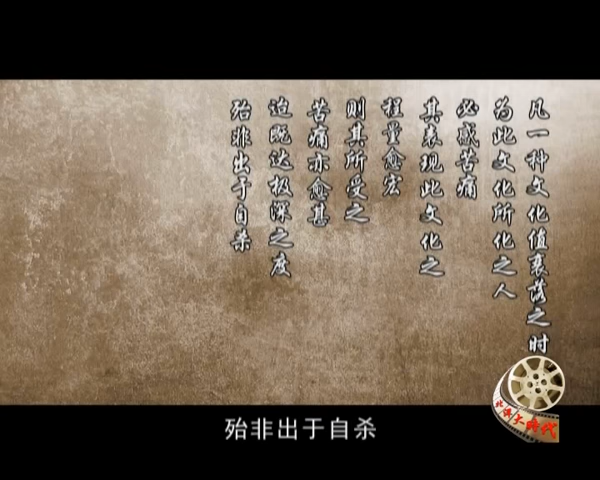 凡一种文化值衰落之时
为此文化所化之人
必感苦痛
其表现此文化之
程量愈宏
则其所受之
苦痛亦愈甚
迨既达极深之度
殆非出于自杀
大时代
殆非出于自杀